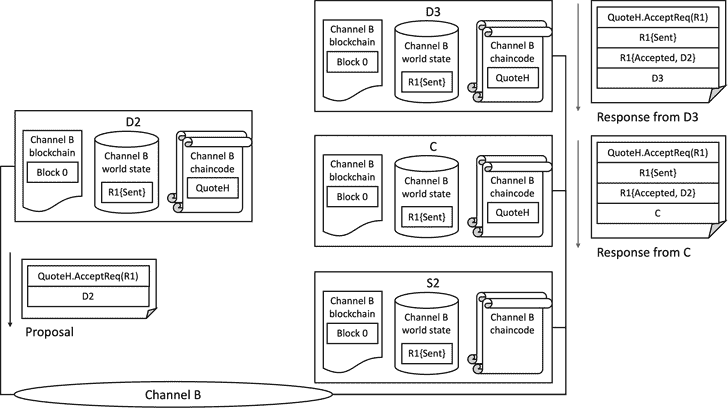 D2
Channel B
blockchain
Block 0
Channel B
world state
R1{Sent}
Channel B
chaincode
QuoteH
QuoteH.AcceptReq(R1)
D2
Proposal
Channel B
D3
Channel B
blockchain
Block 0
Channel B
world state
R1{Sent}
Channel B
chaincode
QuoteH
QuoteH.AcceptReq(R1)
R1{Sent}
R1{Accepted, D2}
D3
Response from D3
C
Channel B
blockchain
Block 0
Channel B
world state
R1{Sent}
Channel B
chaincode
QuoteH
QuoteH.AcceptReq(R1)
R1{Sent}
R1{Accepted, D2}
C
Response from C
S2
Channel B
blockchain
Block 0
Channel B
world state
R1{Sent}
Channel B
chaincode